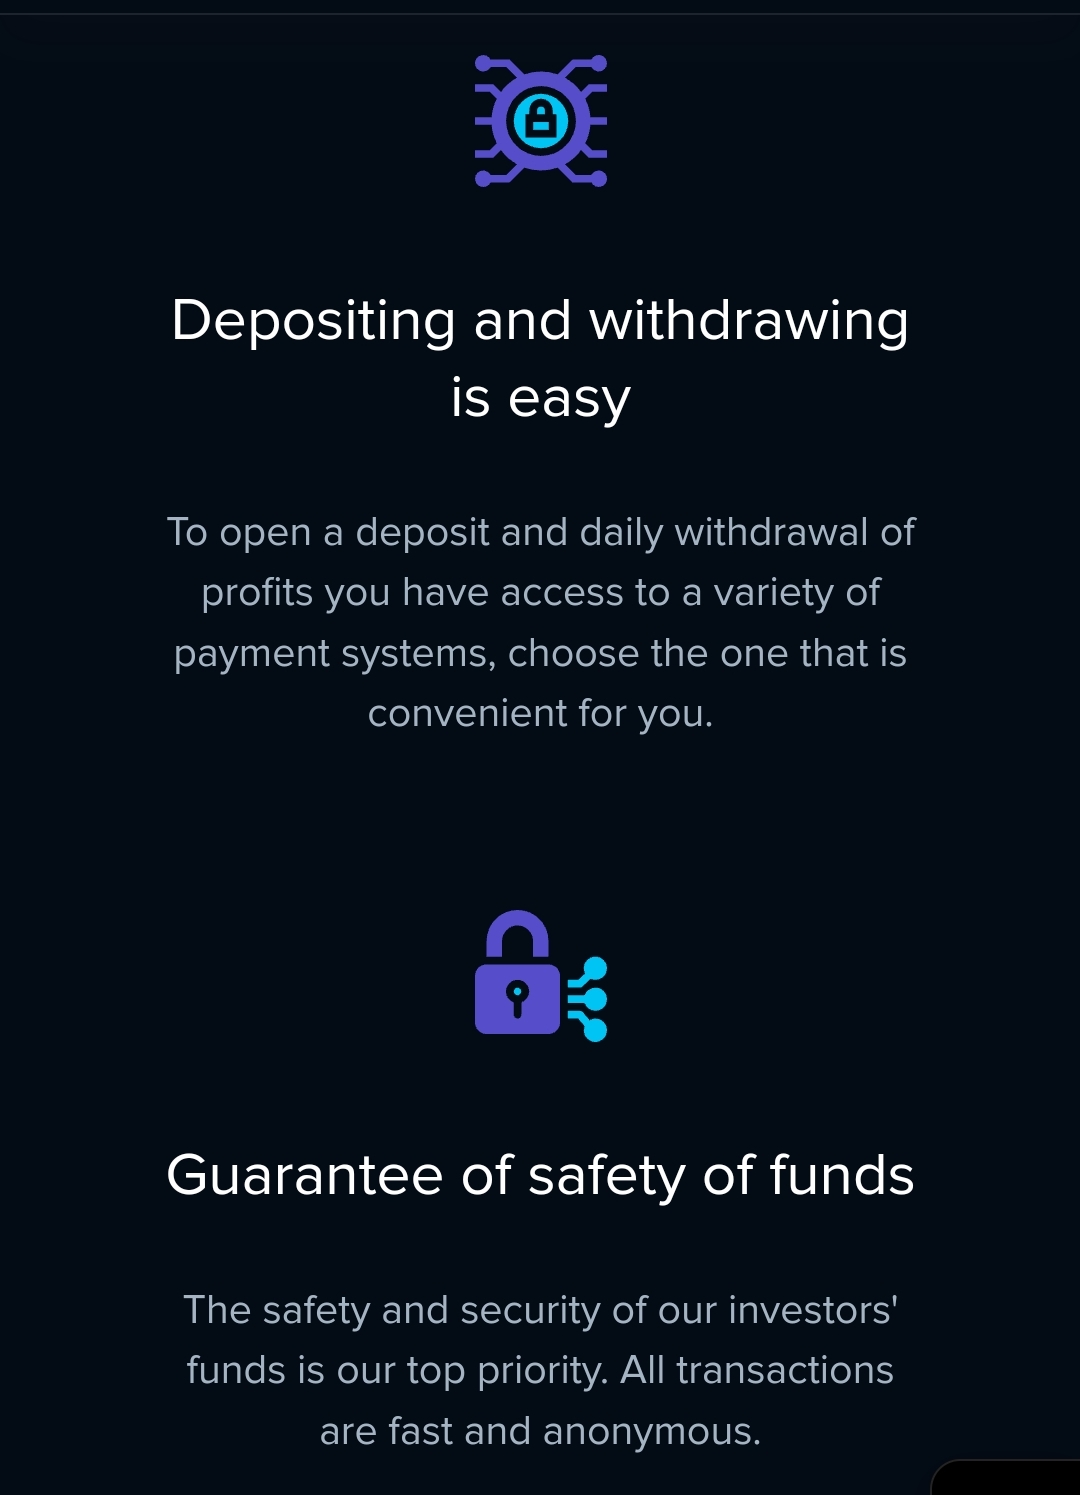 Depositing and withdrawing
is easy
To open a deposit and daily withdrawal of
profits you have access to a variety of
payment systems, choose the one that is
convenient for you.
Guarantee of safety of funds
The safety and security of our investors'
funds is our top priority. All transactions
are fast and anonymous.